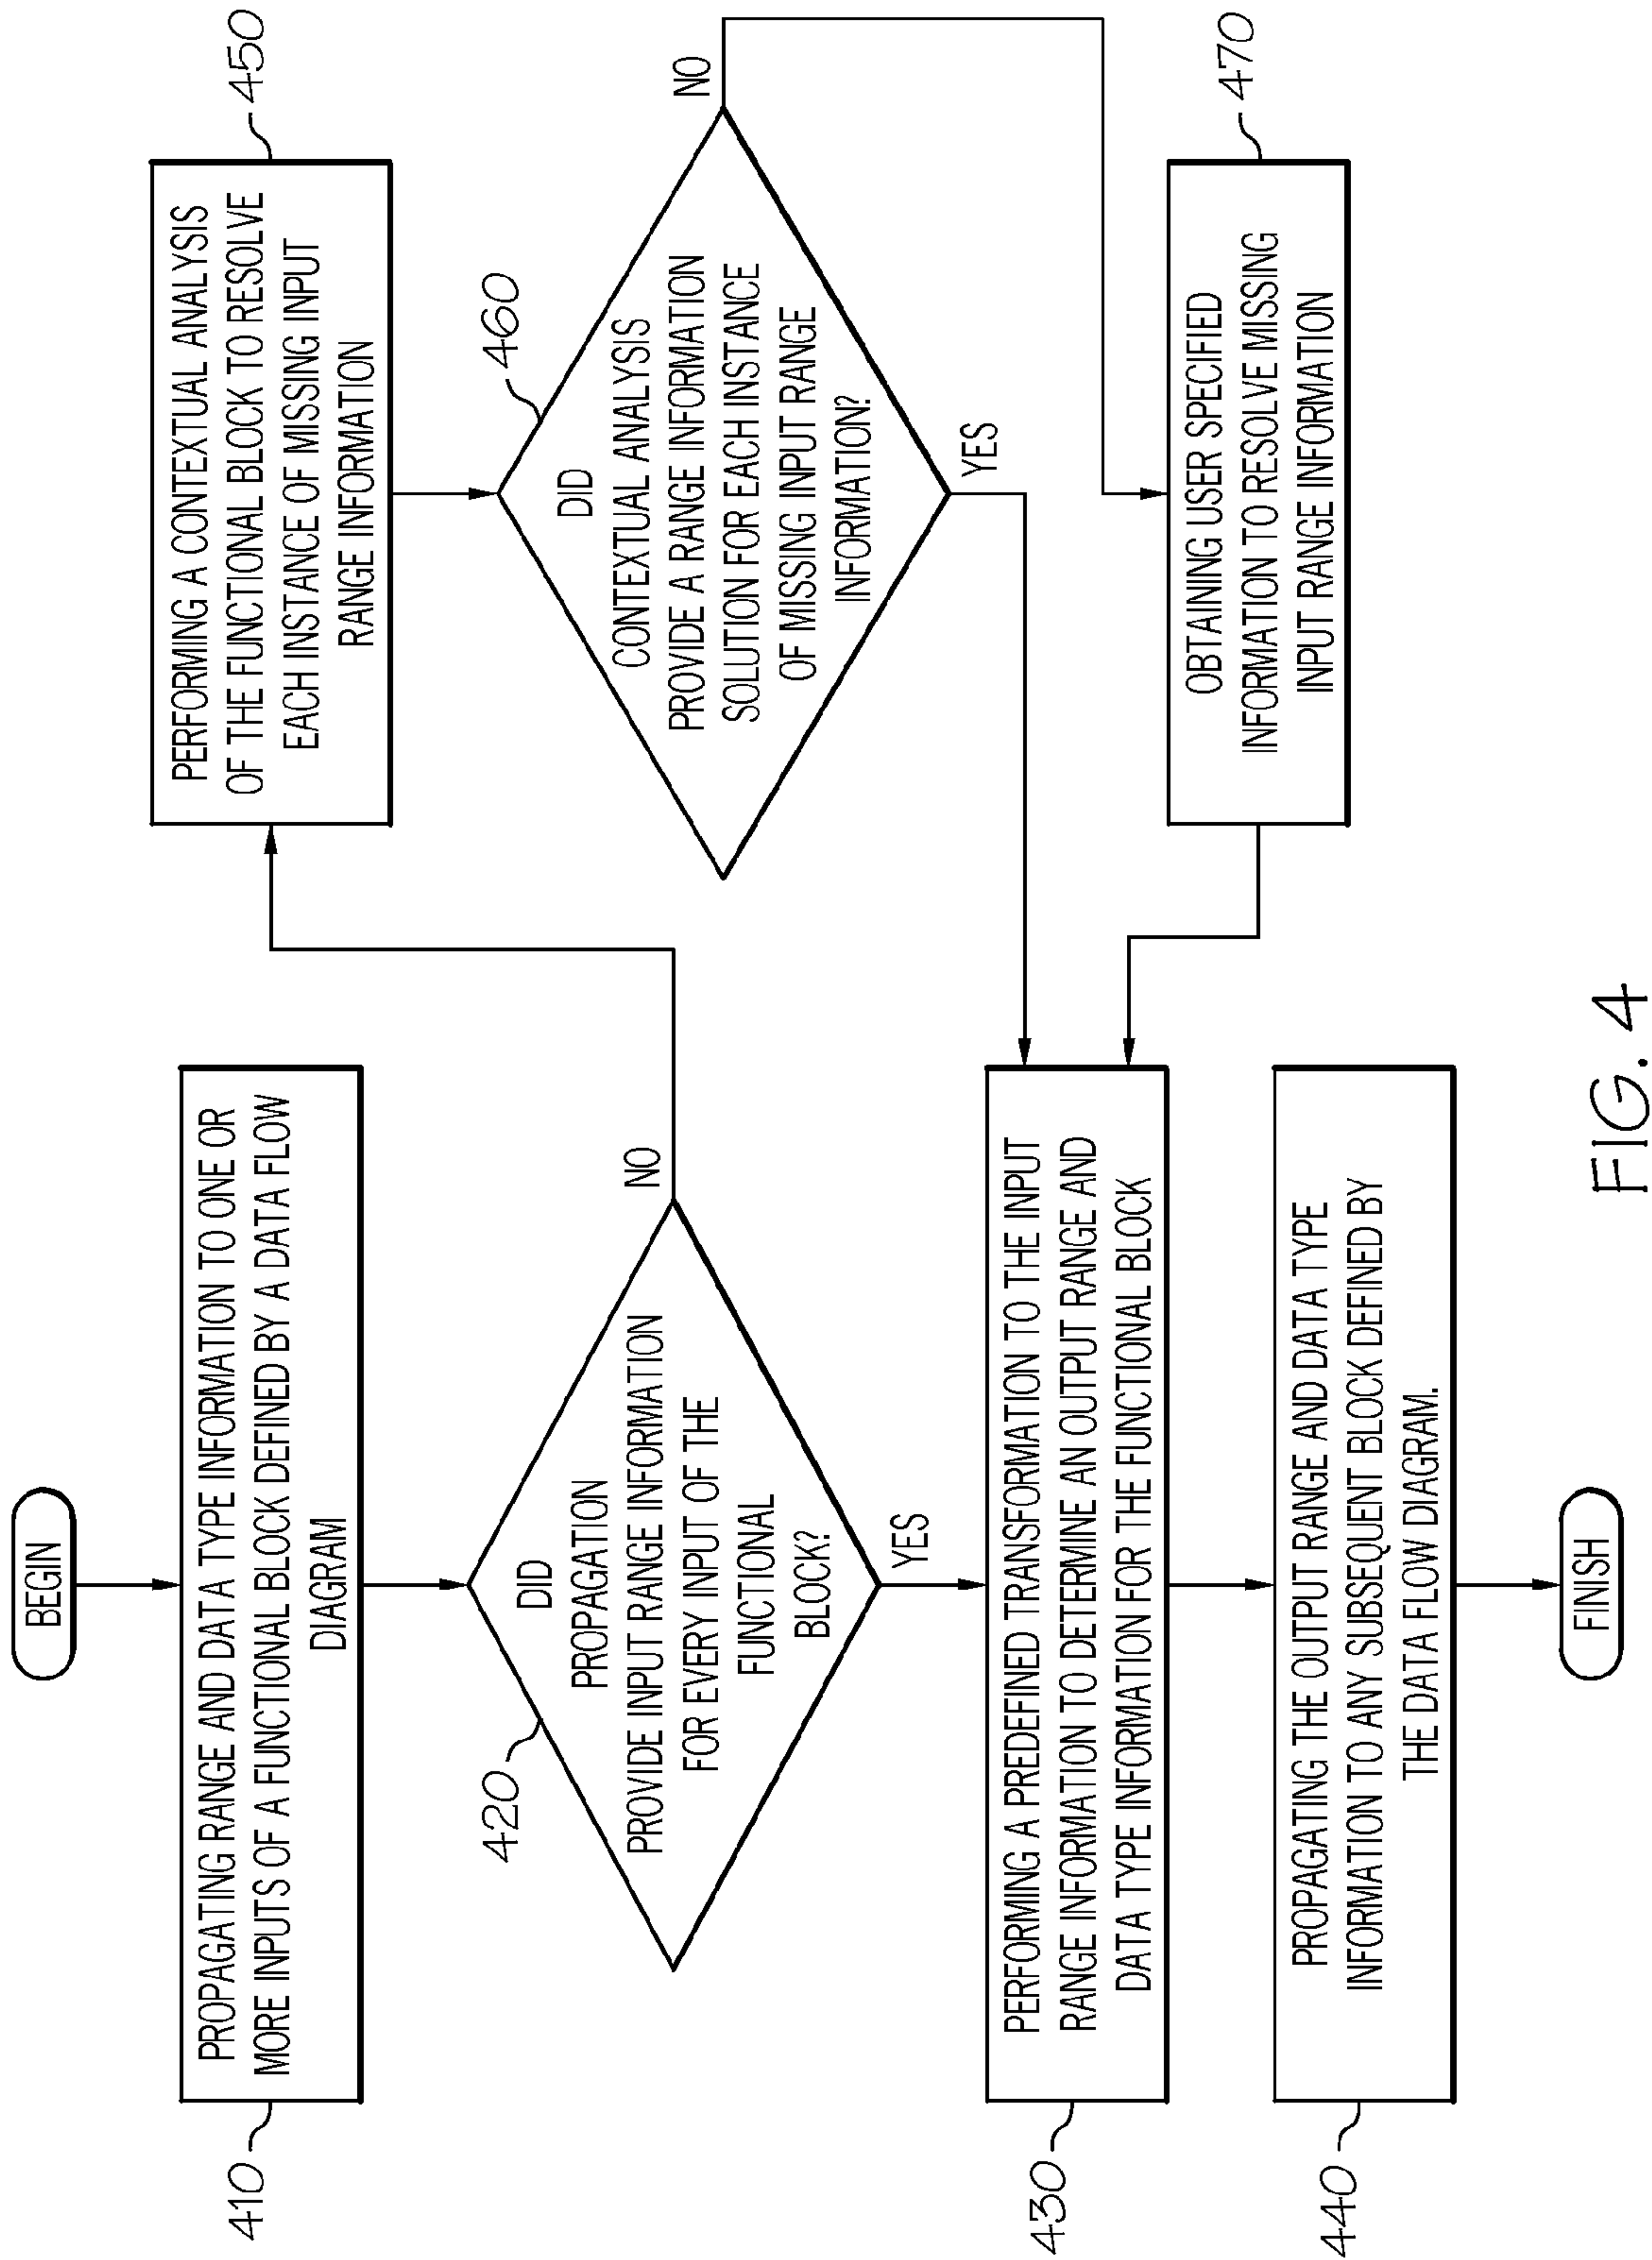 BEGIN
410
PROPAGATING RANGE AND DATA TYPE INFORMATION TO ONE OR
MORE INPUTS OF A FUNCTIONAL BLOCK DEFINED BY A DATA FLOW
DIAGRAM
420
DID
PROPAGATION
PROVIDE INPUT RANGE INFORMATION
FOR EVERY INPUT OF THE
FUNCTIONAL
BLOCK?
NO
YES
430
PERFORMING A PREDEFINED TRANSFORMATION TO THE INPUT
RANGE INFORMATION TO DETERMINE AN OUTPUT RANGE AND
DATA TYPE INFORMATION FOR THE FUNCTIONAL BLOCK
440
PROPAGATING THE OUTPUT RANGE AND DATA TYPE
INFORMATION TO ANY SUBSEQUENT BLOCK DEFINED BY
THE DATA FLOW DIAGRAM.
FINISH
450
PERFORMING A CONTEXTUAL ANALYSIS
OF THE FUNCTIONAL BLOCK TO RESOLVE
EACH INSTANCE OF MISSING INPUT
RANGE INFORMATION
460
DID
CONTEXTUAL ANALYSIS
PROVIDE A RANGE INFORMATION
SOLUTION FOR EACH INSTANCE
OF MISSING INPUT RANGE
INFORMATION?
NO
YES
470
OBTAINING USER SPECIFIED
INFORMATION TO RESOLVE MISSING
INPUT RANGE INFORMATION
FIG. 4